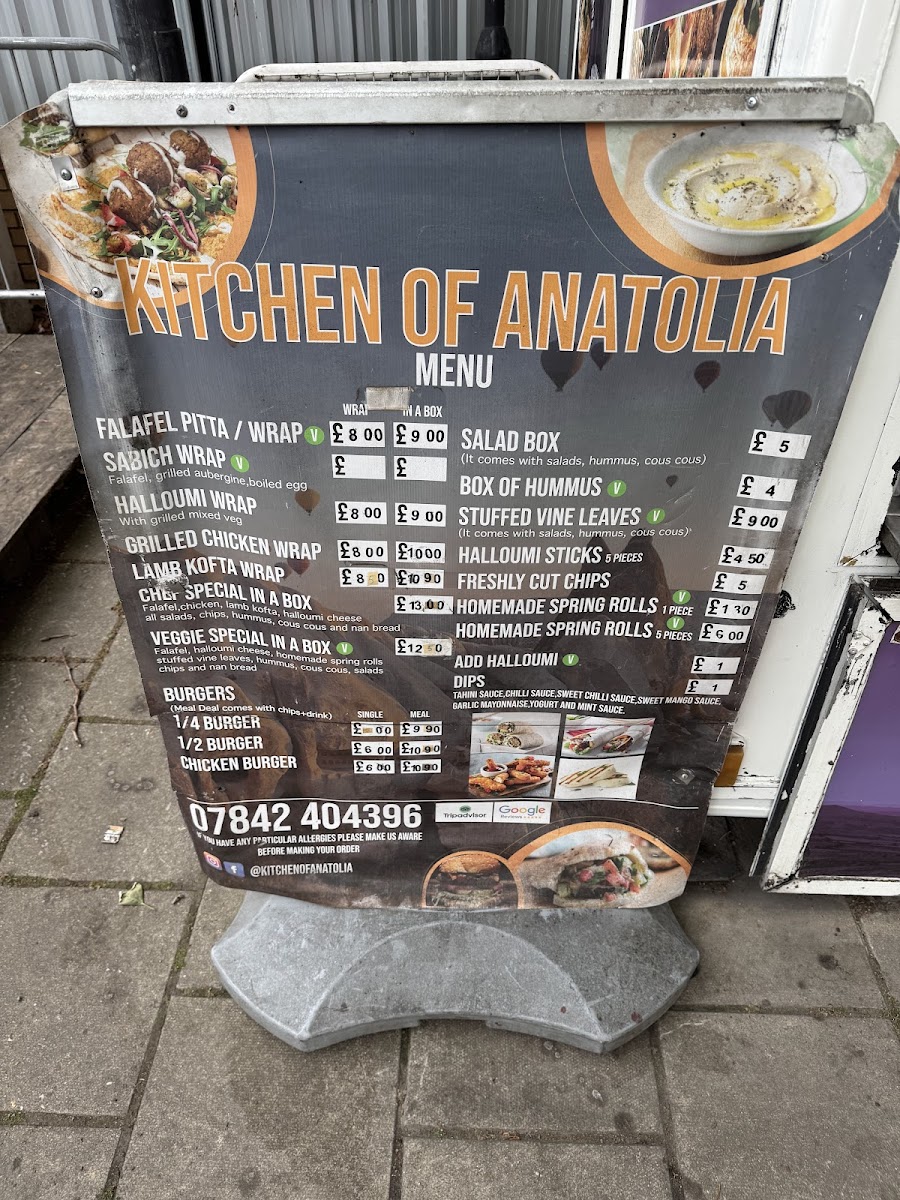 KITCHEN OF ANATOLIA
MENU
WRAP IN A BOX
FALAFEL PITTA / WRAP V £8 00 £9 00
SABICH WRAP V £ £
Falafel, grilled aubergine,boiled egg
HALLOUMI WRAP £8 00 £9 00
With grilled mixed veg
GRILLED CHICKEN WRAP £8 00 £10 00
LAMB KOFTA WRAP £10 90
CHEF SPECIAL IN A BOX £13,00
Falafel,chicken, lamb kofta, halloumi cheese
all salads, chips, hummus, cous cous and nan bread
VEGGIE SPECIAL IN A BOX V £12 50
Falafel, halloumi cheese, homemade spring rolls
stuffed vine leaves, hummus, cous cous, salads
chips and nan bread
BURGERS
(Meal Deal comes with chips+drink) SINGLE MEAL
1/4 BURGER £9 90
1/2 BURGER £6 00 £10 90
CHICKEN BURGER £6 00 £10 90
SALAD BOX £ 5
(It comes with salads, hummus, cous cous)
BOX OF HUMMUS V £ 4
STUFFED VINE LEAVES V £9 00
(It comes with salads, hummus, cous cous)
HALLOUMI STICKS 5 PIECES £4 50
FRESHLY CUT CHIPS £ 5
HOMEMADE SPRING ROLLS V 1 PIECE £1 30
HOMEMADE SPRING ROLLS V 5 PIECES £6 00
ADD HALLOUMI V £ 1
DIPS £ 1
TAHINI SAUCE,CHILLI SAUCE,SWEET CHILLI SAUCE,SWEET MANGO SAUCE,
GARLIC MAYONNAISE,YOGURT AND MINT SAUCE.
07842 404396
Tripadvisor
Google
Reviews
IF YOU HAVE ANY PARTICULAR ALLERGIES PLEASE MAKE US AWARE
BEFORE MAKING YOUR ORDER
@KITCHENOFANATOLIA